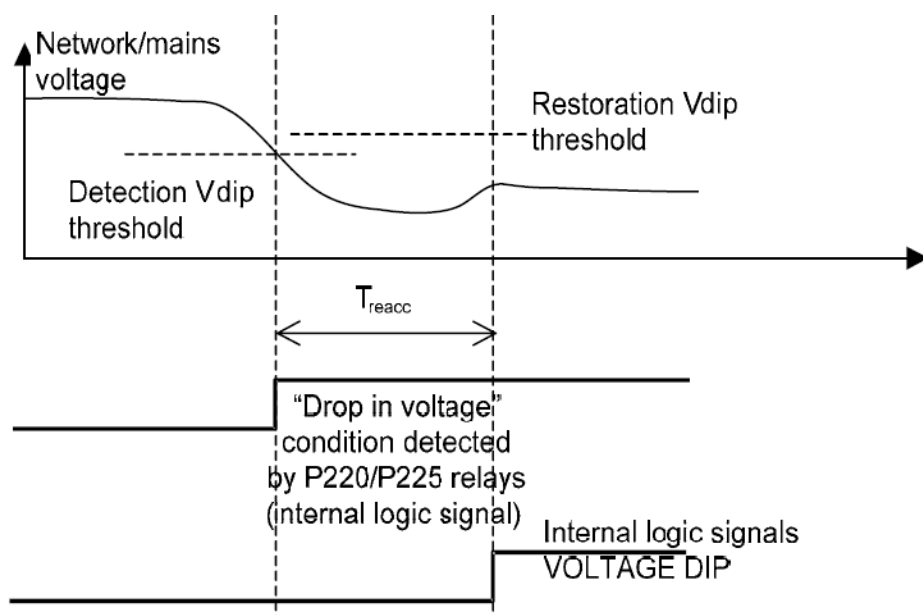 Network/mains
voltage
Restoration Vdip
threshold
Detection Vdip
threshold
Treacc
“Drop in voltage”
condition detected
by P220/P225 relays
(internal logic signal)
Internal logic signals
VOLTAGE DIP